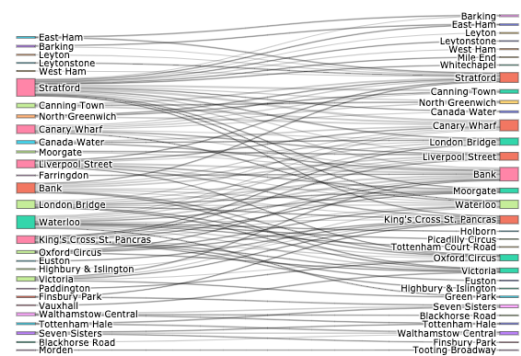 East Ham
Barking
Leyton
Leytonstone
West Ham
Stratford
Canning Town
North Greenwich
Canary Wharf
Canada Water
Moorgate
Liverpool Street
Farringdon
Bank
London Bridge
Waterloo
King's Cross St. Pancras
Oxford Circus
Euston
Highbury & Islington
Victoria
Paddington
Finsbury Park
Vauxhall
Walthamstow Central
Tottenham Hale
Seven Sisters
Blackhorse Road
Morden
Barking
East Ham
Leyton
Leytonstone
West Ham
Mile End
Whitechapel
Stratford
Canning Town
North Greenwich
Canada Water
Canary Wharf
London Bridge
Liverpool Street
Bank
Moorgate
Waterloo
King's Cross St. Pancras
Holborn
Picadilly Circus
Tottenham Court Road
Oxford Circus
Victoria
Euston
Highbury & Islington
Green Park
Seven Sisters
Blackhorse Road
Tottenham Hale
Walthamstow Central
Finsbury Park
Tooting Broadway